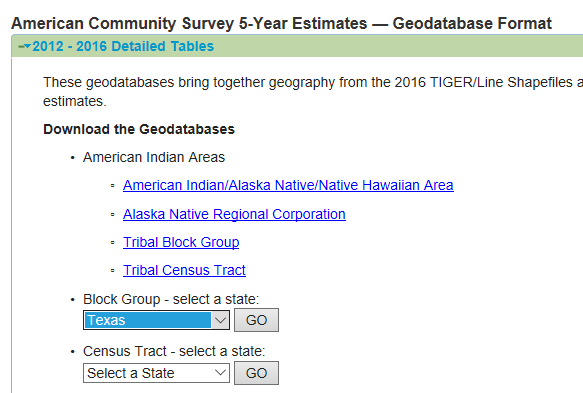 American Community Survey 5-Year Estimates — Geodatabase Format
2012 - 2016 Detailed Tables
These geodatabases bring together geography from the 2016 TIGER/Line Shapefiles a
estimates.
Download the Geodatabases
• American Indian Areas
▫ American Indian/Alaska Native/Native Hawaiian Area
▫ Alaska Native Regional Corporation
▫ Tribal Block Group
▫ Tribal Census Tract
• Block Group - select a state:
Texas GO
• Census Tract - select a state:
Select a State GO